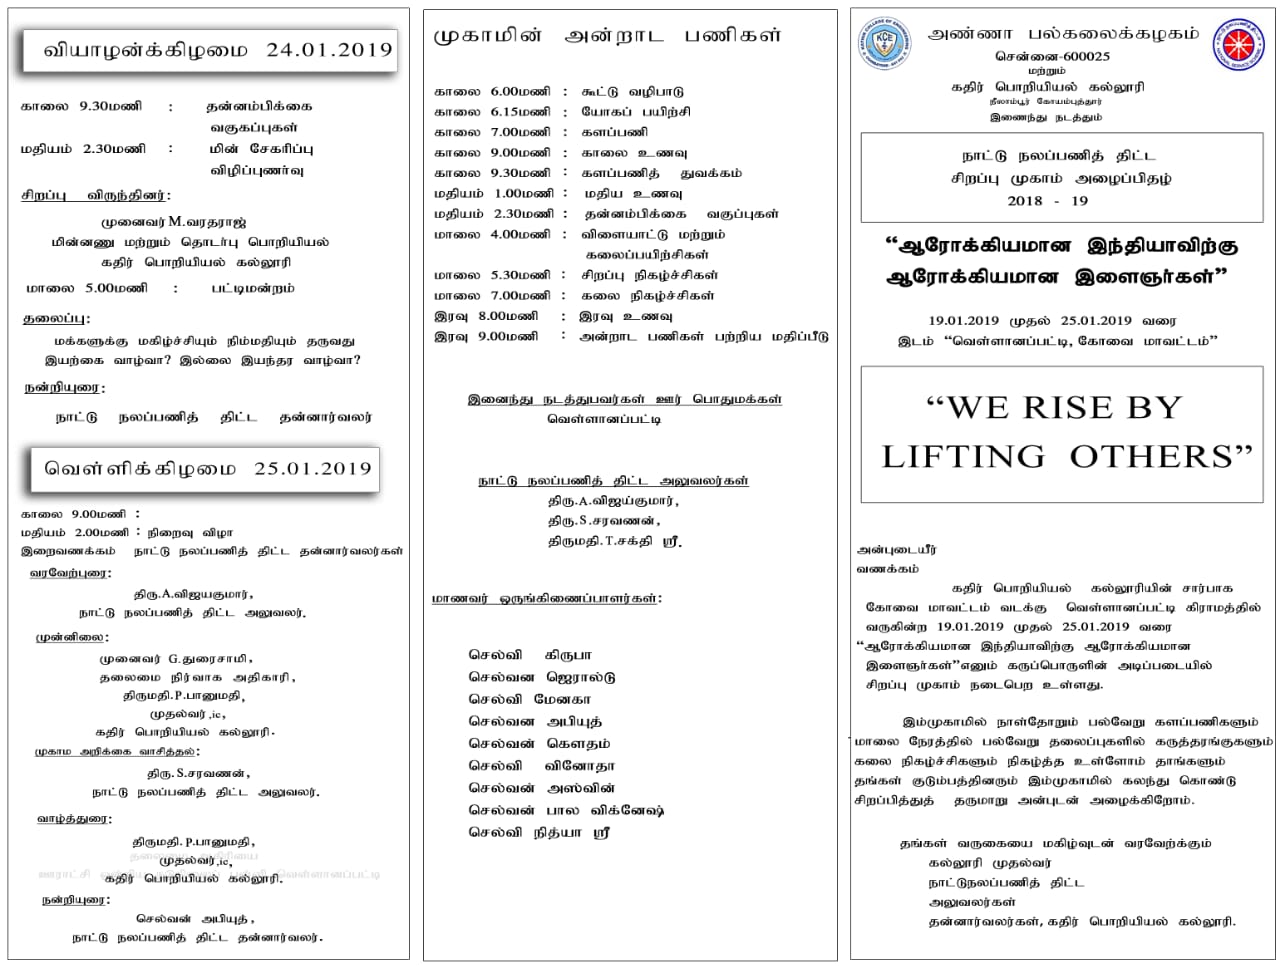 வியாழன்க்கிழமை 24.01.2019
காலை 9.30மணி : தன்னம்பிக்கை
வகுகப்புகள்
மதியம் 2.30மணி : மின் சேகரிப்பு
விழிப்புணர்வு
சிறப்பு விருந்தினர்:
முனைவர் M.வரதராஜ்
மின்னணு மற்றும் தொடர்பு பொறியியல்
கதிர் பொறியியல் கல்லூரி
மாலை 5.00மணி : பட்டிமன்றம்
தலைப்பு:
மக்களுக்கு மகிழ்ச்சியும் நிம்மதியும் தருவது
இயற்கை வாழ்வா? இல்லை இயந்தர வாழ்வா?
நன்றியுரை:
நாட்டு நலப்பணித் திட்ட தன்னார்வலர்
வெள்ளிக்கிழமை 25.01.2019
காலை 9.00மணி :
மதியம் 2.00மணி : நிறைவு விழா
இறைவணக்கம் நாட்டு நலப்பணித் திட்ட தன்னார்வலர்கள்
வரவேற்புரை:
திரு.A.விஜயகுமார்,
நாட்டு நலப்பணித் திட்ட அலுவலர்.
முன்னிலை:
முனைவர் G.துரைசாமி,
தலைமை நிர்வாக அதிகாரி,
திருமதி.P.பானுமதி,
முதல்வர் ,ic,
கதிர் பொறியியல் கல்லூரி.
முகாம அறிக்கை வாசித்தல்:
திரு.S.சரவணன்,
நாட்டு நலப்பணித் திட்ட அலுவலர்.
வாழ்த்துரை:
திருமதி.P.பானுமதி,
முதல்வர் ,ic,
கதிர் பொறியியல் கல்லூரி.
நன்றியுரை:
செல்வன் அபியுத் ,
நாட்டு நலப்பணித் திட்ட தன்னார்வலர்.
முகாமின் அன்றாட பணிகள்
காலை 6.00மணி : கூட்டு வழிபாடு
காலை 6.15மணி : யோகப் பயிற்சி
காலை 7.00மணி : களப்பணி
காலை 9.00மணி : காலை உணவு
காலை 9.30மணி : களப்பணித் துவக்கம்
மதியம் 1.00மணி : மதிய உணவு
மதியம் 2.30மணி : தன்னம்பிக்கை வகுப்புகள்
மாலை 4.00மணி : விளையாட்டு மற்றும்
கலைப்பயிற்சிகள்
மாலை 5.30மணி : சிறப்பு நிகழ்ச்சிகள்
மாலை 7.00மணி : கலை நிகழ்ச்சிகள்
இரவு 8.00மணி : இரவு உணவு
இரவு 9.00மணி : அன்றாட பணிகள் பற்றிய மதிப்பீடு
இனைந்து நடத்துபவர்கள் ஊர் பொதுமக்கள்
வெள்ளானப்பட்டி
நாட்டு நலப்பணித் திட்ட அலுவலர்கள்
திரு.A.விஜய்குமார்,
திரு.S.சரவணன்,
திருமதி.T.சக்தி ஸ்ரீ.
மாணவர் ஒருங்கிணைப்பாளர்கள்:
செல்வி கிருபா
செல்வன ஜெரால்டு
செல்வி மேனகா
செல்வன அபியுத்
செல்வன் கௌதம்
செல்வி வினோதா
செல்வன் அஸ்வின்
செல்வன் பால விக்னேஷ்
செல்வி நித்யா ஸ்ரீ
KCE
அண்ணா பல்கலைக்கழகம்
சென்னை-600025
மற்றும்
கதிர் பொறியியல் கல்லூரி
நீலாம்பூர் கோயம்புத்தூர்
இணைந்து நடத்தும்
நாட்டு நலப்பணித் திட்ட
சிறப்பு முகாம் அழைப்பிதழ்
2018 - 19
“ஆரோக்கியமான இந்தியாவிற்கு
ஆரோக்கியமான இளைஞர்கள்”
19.01.2019 முதல் 25.01.2019 வரை
இடம் “வெள்ளானப்பட்டி, கோவை மாவட்டம்”
“WE RISE BY
LIFTING OTHERS”
அன்புடையீர்
வணக்கம்
கதிர் பொறியியல் கல்லூரியின் சார்பாக
கோவை மாவட்டம் வடக்கு வெள்ளானப்பட்டி கிராமத்தில்
வருகின்ற 19.01.2019 முதல் 25.01.2019 வரை
“ஆரோக்கியமான இந்தியாவிற்கு ஆரோக்கியமான
இளைஞர்கள்”எனும் கருப்பொருளின் அடிப்படையில்
சிறப்பு முகாம் நடைபெற உள்ளது.
இம்முகாமில் நாள்தோறும் பல்வேறு களப்பணிகளும்
மாலை நேரத்தில் பல்வேறு தலைப்புகளில் கருத்தரங்குகளும்
கலை நிகழ்ச்சிகளும் நிகழ்த்த உள்ளோம் தாங்களும்
தங்கள் குடும்பத்தினரும் இம்முகாமில் கலந்து கொண்டு
சிறப்பித்துத் தருமாறு அன்புடன் அழைக்கிறோம்.
தங்கள் வருகையை மகிழ்வுடன் வரவேற்க்கும்
கல்லூரி முதல்வர்
நாட்டுநலப்பணித் திட்ட
அலுவலர்கள்
தன்னார்வலர்கள், கதிர் பொறியியல் கல்லூரி.